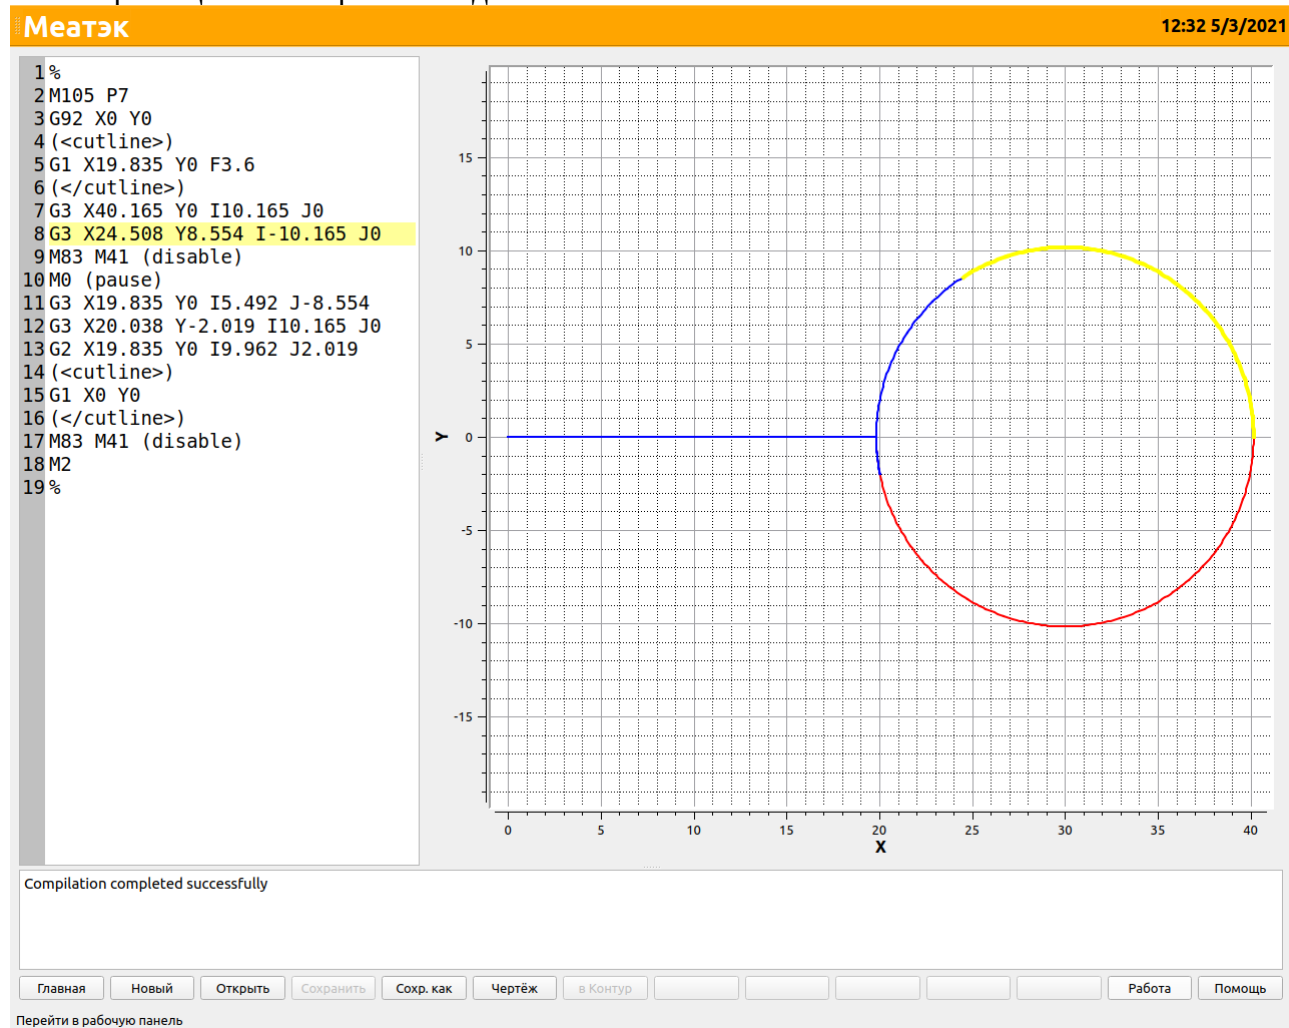 Меатэк
12:32 5/3/2021
1 %
2 M105 P7
3 G92 X0 Y0
4 (<cutline>)
5 G1 X19.835 Y0 F3.6
6 (</cutline>)
7 G3 X40.165 Y0 I10.165 J0
8 G3 X24.508 Y8.554 I-10.165 J0
9 M83 M41 (disable)
10 M0 (pause)
11 G3 X19.835 Y0 I5.492 J-8.554
12 G3 X20.038 Y-2.019 I10.165 J0
13 G2 X19.835 Y0 I9.962 J2.019
14 (<cutline>)
15 G1 X0 Y0
16 (</cutline>)
17 M83 M41 (disable)
18 M2
19 %
15
10
5
Y 0
-5
-10
-15
0 5 10 15 20 25 30 35 40
X
Compilation completed successfully
Главная Новый Открыть Сохранить Сохр. как Чертёж в Контур Работа Помощь
Перейти в рабочую панель